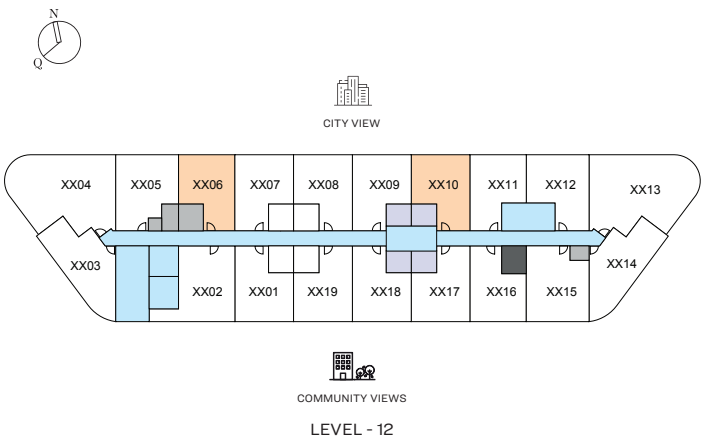 N
Q
CITY VIEW
XX04 XX05 XX06 XX07 XX08 XX09 XX10 XX11 XX12 XX13
XX03 XX02 XX01 XX19 XX18 XX17 XX16 XX15 XX14
COMMUNITY VIEWS
LEVEL - 12